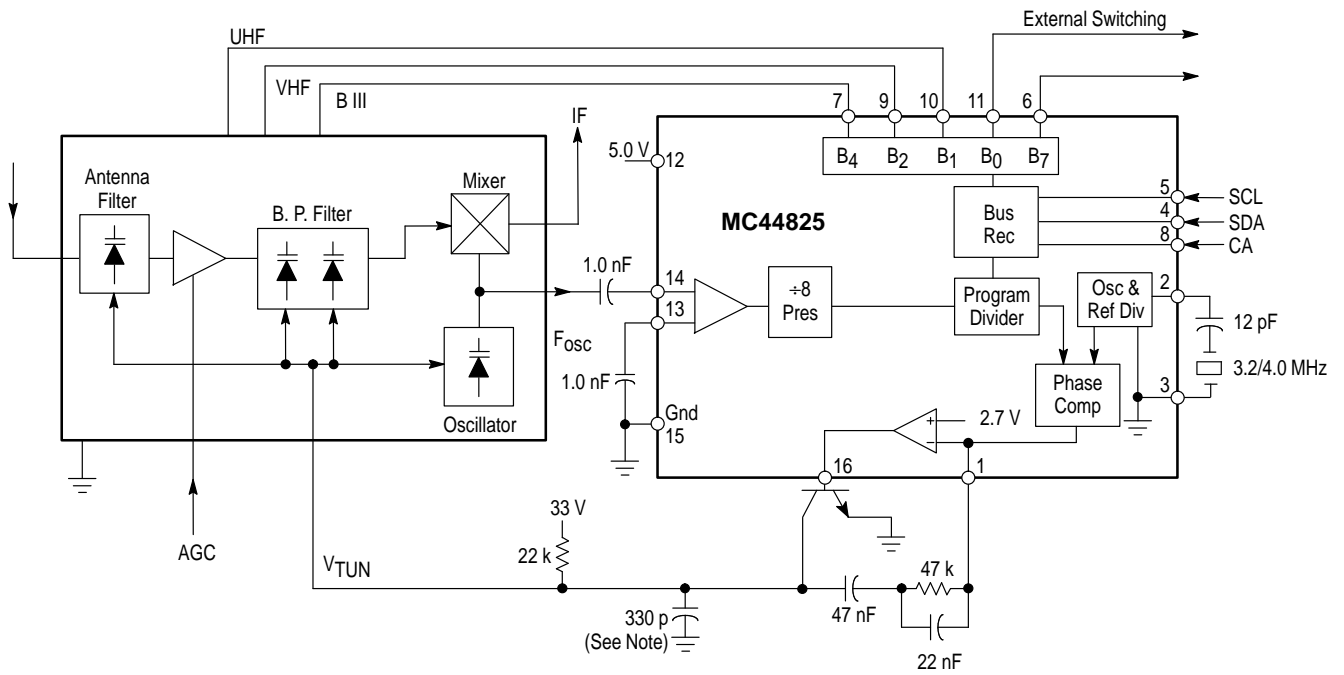 External Switching
UHF
VHF
B III
7
9
10
11
6
IF
5.0 V
12
B4
B2
B1
B0
B7
Antenna
Filter
B. P. Filter
Mixer
MC44825
Bus
Rec
5
SCL
4
SDA
8
CA
1.0 nF
14
13
÷8
Pres
Program
Divider
Osc &
Ref Div
2
12 pF
3.2/4.0 MHz
3
Fosc
1.0 nF
Phase
Comp
Oscillator
Gnd
15
+
–
2.7 V
16
1
AGC
33 V
22 k
VTUN
47 k
47 nF
330 p
(See Note)
22 nF